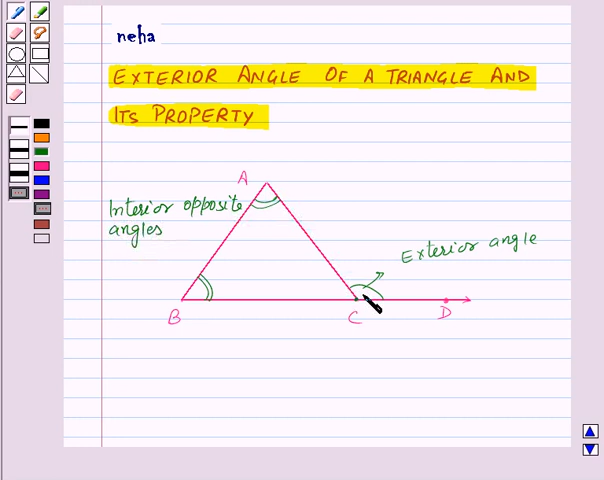 neha
EXTERIOR ANGLE OF A TRIANGLE AND
ITS PROPERTY
A
Interior opposite
angles
Exterior angle
B
C
D